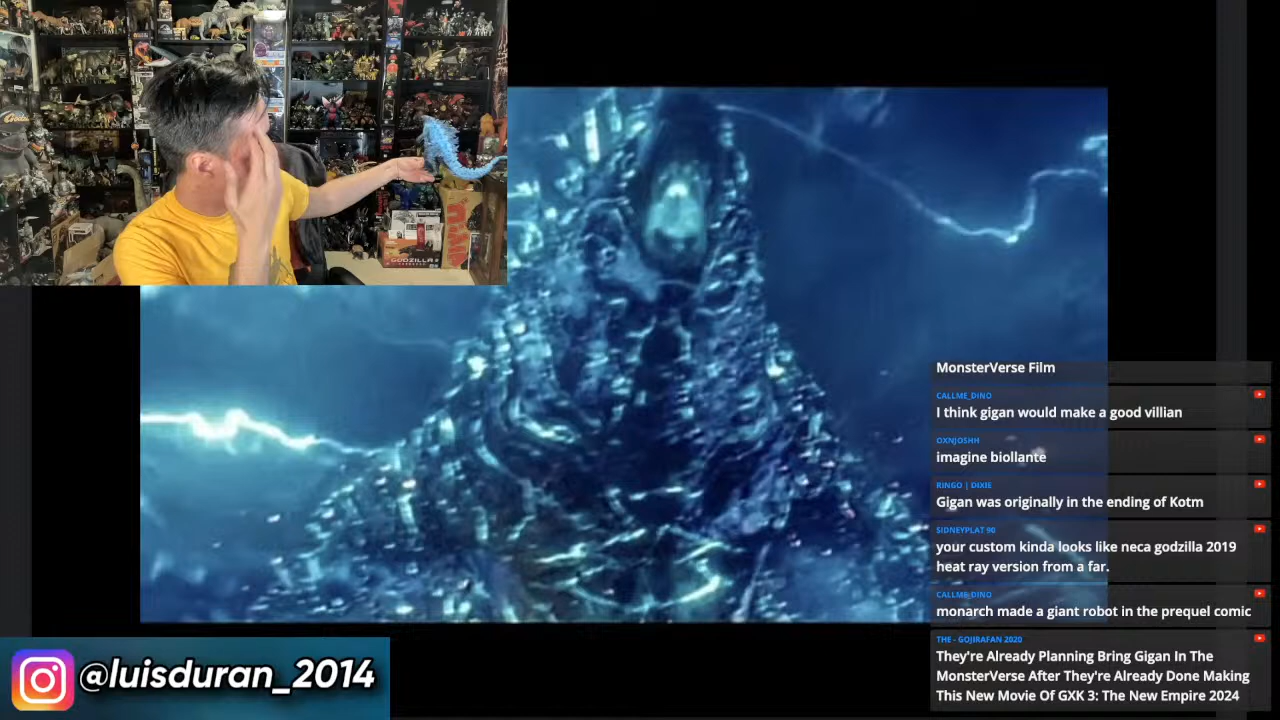 GODZILLA
MonsterVerse Film
CALLME_DINO
I think gigan would make a good villian
OXNJOSHH
imagine biollante
RINGO | DIXIE
Gigan was originally in the ending of Kotm
SIDNEYPLAT 90
your custom kinda looks like neca godzilla 2019
heat ray version from a far.
CALLME_DINO
monarch made a giant robot in the prequel comic
THE - GOJIRAFAN 2020
They're Already Planning Bring Gigan In The
MonsterVerse After They're Already Done Making
This New Movie Of GXK 3: The New Empire 2024
@luisduran_2014